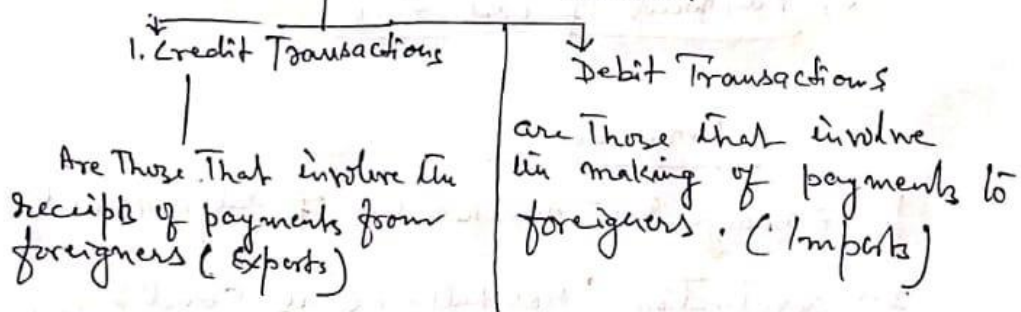 1. Credit Transactions
Are Those That involve the
receipts of payments from
foreigners (Exports)
Debit Transactions
are Those that involve
the making of payments to
foreigners. (Imports)